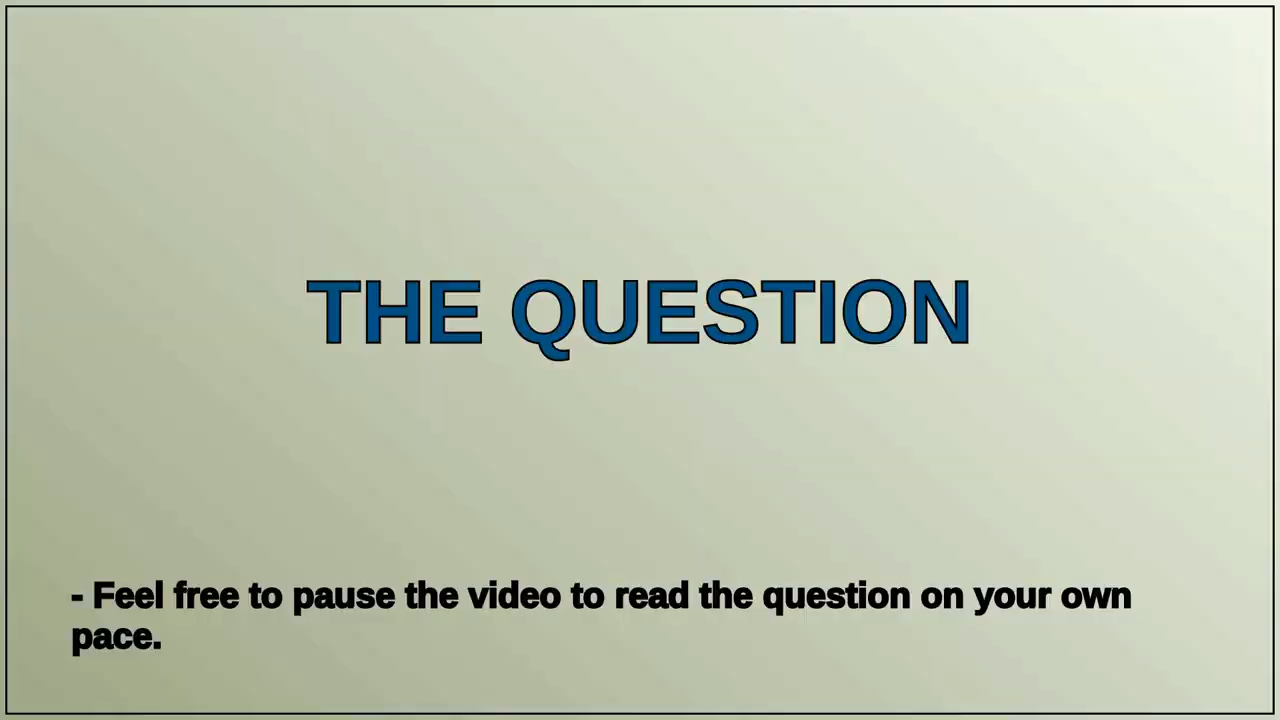 THE QUESTION
- Feel free to pause the video to read the question on your own
pace.